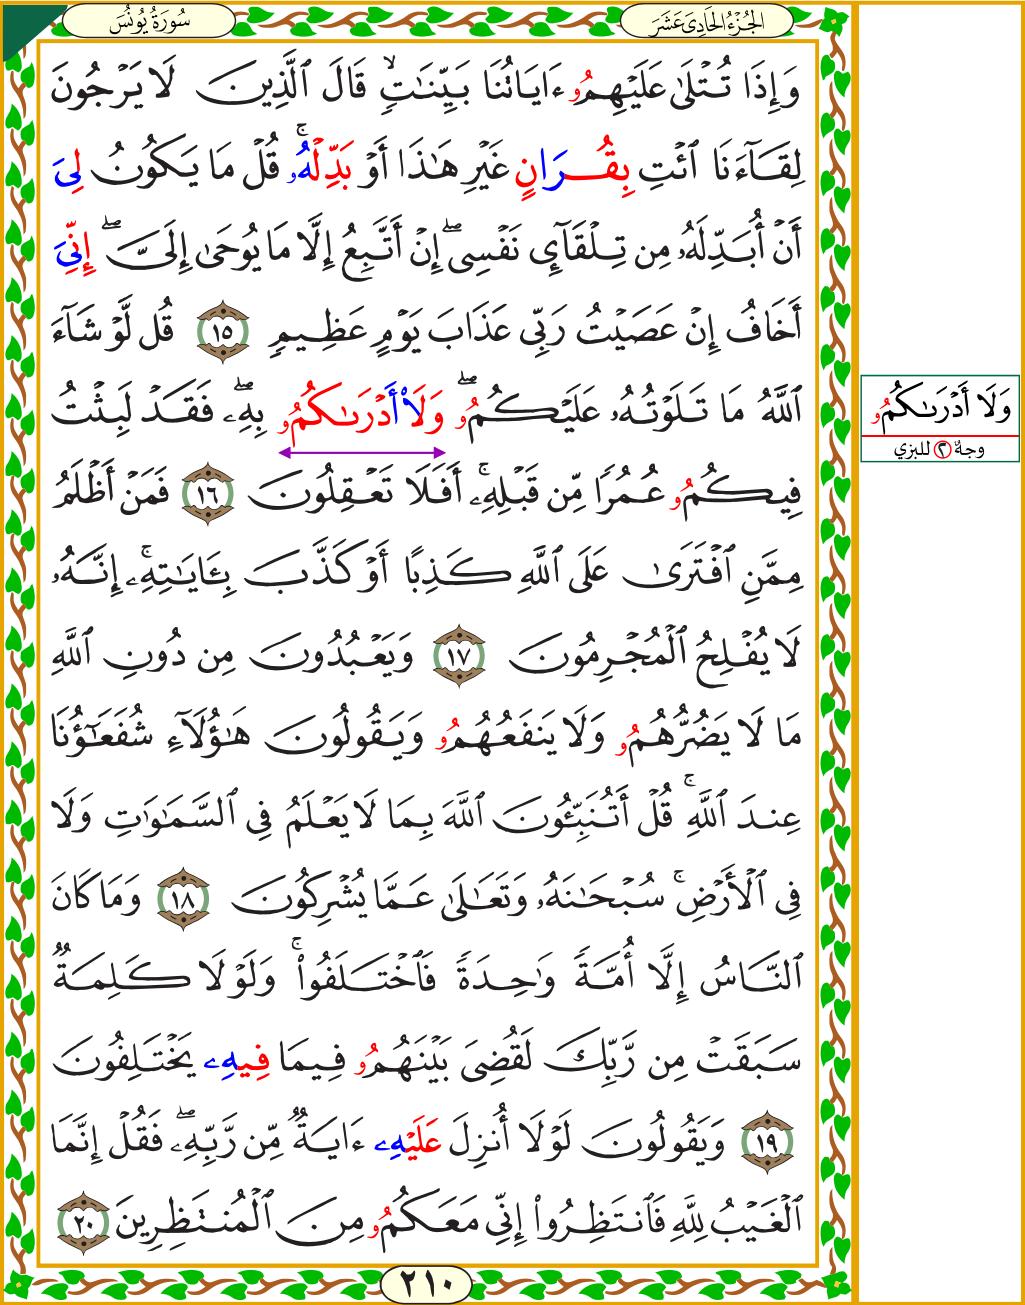 الجُزْءُ الحَادِىَ عَشَرَ
سُورَةُ يُونُسَ
وَإِذَا تُتۡلَىٰ عَلَيۡهِمُۥ ءَايَاتُنَا بَيِّنَٰتٖۙ قَالَ ٱلَّذِينَ لَا يَرۡجُونَ
لِقَآءَنَا ٱئۡتِ بِقُرَانٍ غَيۡرِ هَٰذَا أَوۡ بَدِّلۡهُۥۚ قُلۡ مَا يَكُونُ لِىَ
أَنۡ أُبَدِّلَهُۥ مِن تِلۡقَآيِٕ نَفۡسِىٓۖ إِنۡ أَتَّبِعُ إِلَّا مَا يُوحَىٰ إِلَىَّۖ إِنِّىَ
أَخَافُ إِنۡ عَصَيۡتُ رَبِّى عَذَابَ يَوۡمٍ عَظِيمٖ ١٥ قُل لَّوۡ شَآءَ
ٱللَّهُ مَا تَلَوۡتُهُۥ عَلَيۡكُمُۥۖ وَلَأَدۡرَىٰكُمُۥ بِهِۦۖ فَقَدۡ لَبِثۡتُ
فِيكُمُۥ عُمُرٗا مِّن قَبۡلِهِۦۚ أَفَلَا تَعۡقِلُونَ ١٦ فَمَنۡ أَظۡلَمُ
مِمَّنِ ٱفۡتَرَىٰ عَلَى ٱللَّهِ كَذِبًا أَوۡ كَذَّبَ بِـَٔايَٰتِهِۦۚ إِنَّهُۥ
لَا يُفۡلِحُ ٱلۡمُجۡرِمُونَ ١٧ وَيَعۡبُدُونَ مِن دُونِ ٱللَّهِ
مَا لَا يَضُرُّهُمُۥ وَلَا يَنفَعُهُمُۥ وَيَقُولُونَ هَٰٓؤُلَآءِ شُفَعَٰٓؤُنَا
عِندَ ٱللَّهِۚ قُلۡ أَتُنَبِّـُٔونَ ٱللَّهَ بِمَا لَا يَعۡلَمُ فِى ٱلسَّمَٰوَٰتِ وَلَا
فِى ٱلۡأَرۡضِۚ سُبۡحَٰنَهُۥ وَتَعَٰلَىٰ عَمَّا يُشۡرِكُونَ ١٨ وَمَا كَانَ
ٱلنَّاسُ إِلَّآ أُمَّةٗ وَٰحِدَةٗ فَٱخۡتَلَفُواْۚ وَلَوۡلَا كَلِمَةٞ
سَبَقَتۡ مِن رَّبِّكَ لَقُضِىَ بَيۡنَهُمُۥ فِيمَا فِيهِۦ يَخۡتَلِفُونَ
١٩ وَيَقُولُونَ لَوۡلَآ أُنزِلَ عَلَيۡهِۦ ءَايَةٞ مِّن رَّبِّهِۦۖ فَقُلۡ إِنَّمَا
ٱلۡغَيۡبُ لِلَّهِ فَٱنتَظِرُوٓاْ إِنِّى مَعَكُمُۥ مِنَ ٱلۡمُنتَظِرِينَ ٢٠
وَلَا أَدۡرَىٰكُمُۥ
وجهٌ ٢ للبزي
٢١٠